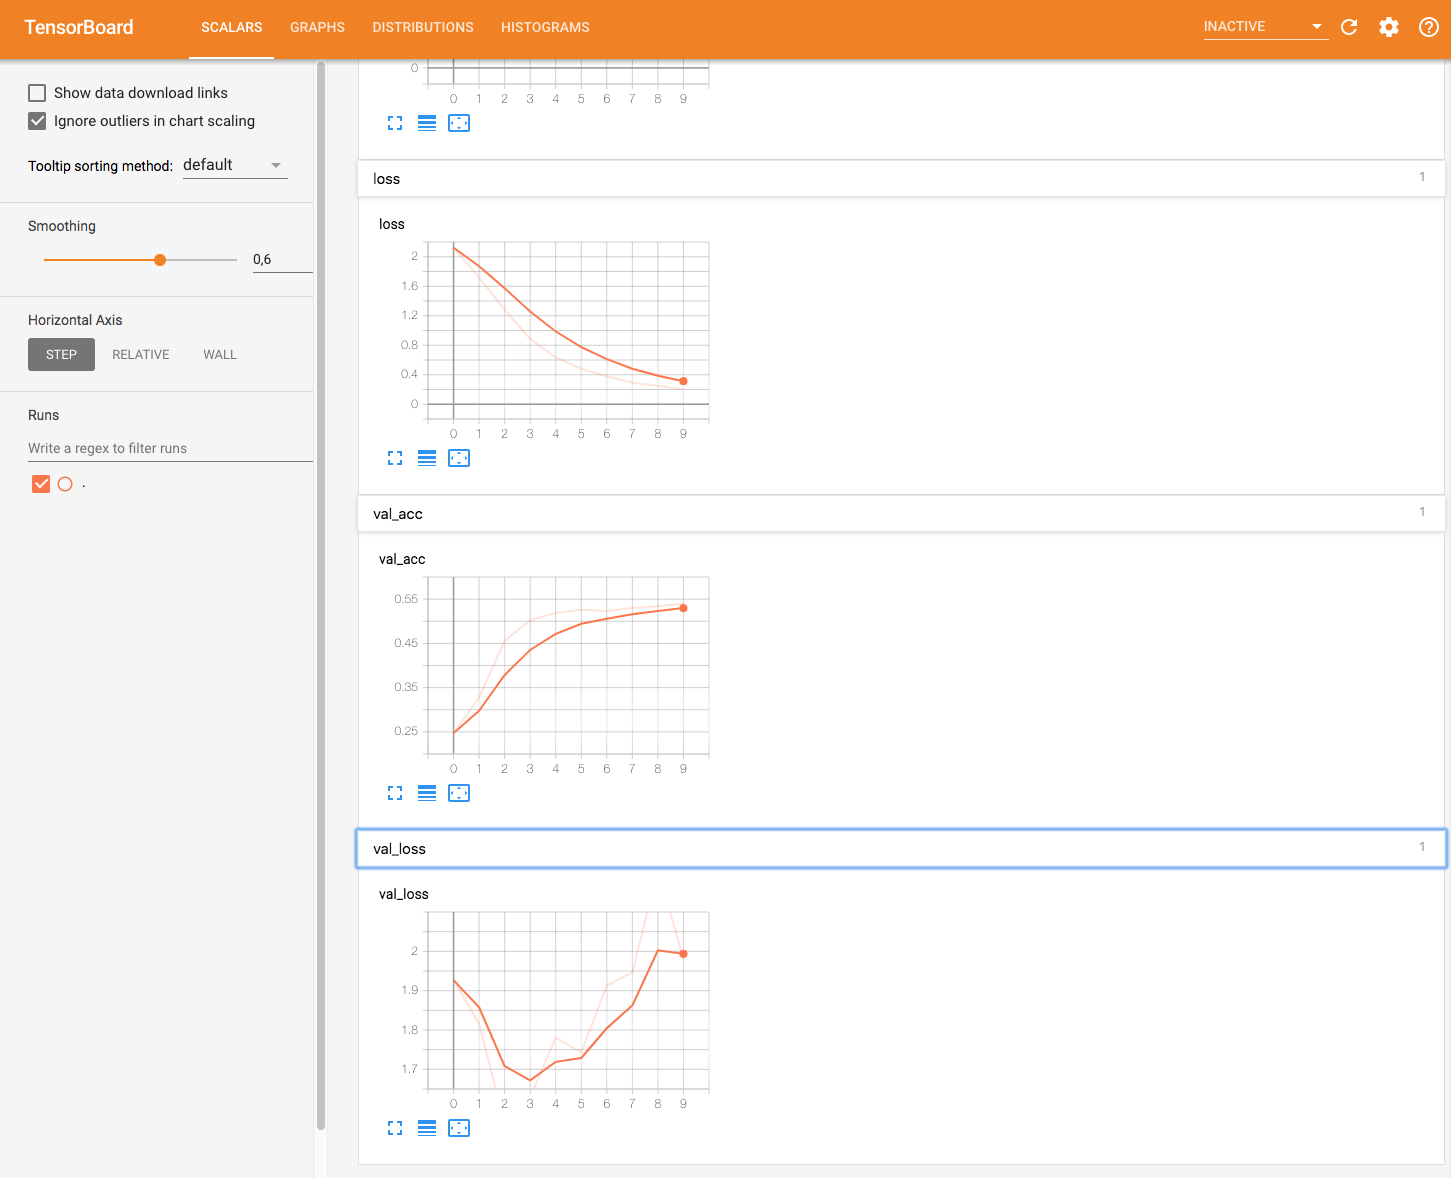 TensorBoard SCALARS GRAPHS DISTRIBUTIONS HISTOGRAMS INACTIVE
Show data download links
Ignore outliers in chart scaling
Tooltip sorting method: default
Smoothing
0,6
Horizontal Axis
STEP RELATIVE WALL
Runs
Write a regex to filter runs
.
0
0 1 2 3 4 5 6 7 8 9
loss 1
loss
2
1.6
1.2
0.8
0.4
0
0 1 2 3 4 5 6 7 8 9
val_acc 1
val_acc
0.55
0.45
0.35
0.25
0 1 2 3 4 5 6 7 8 9
val_loss 1
val_loss
2
1.9
1.8
1.7
0 1 2 3 4 5 6 7 8 9